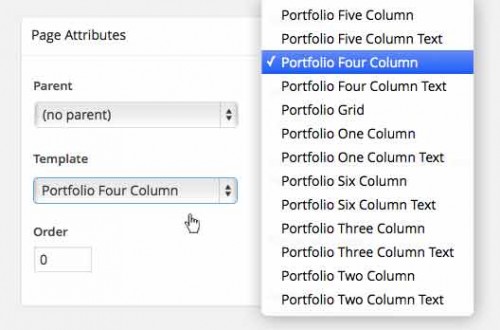 Page Attributes
Parent
(no parent)
Template
Portfolio Four Column
Order
0
Portfolio Five Column
Portfolio Five Column Text
✓ Portfolio Four Column
Portfolio Four Column Text
Portfolio Grid
Portfolio One Column
Portfolio One Column Text
Portfolio Six Column
Portfolio Six Column Text
Portfolio Three Column
Portfolio Three Column Text
Portfolio Two Column
Portfolio Two Column Text